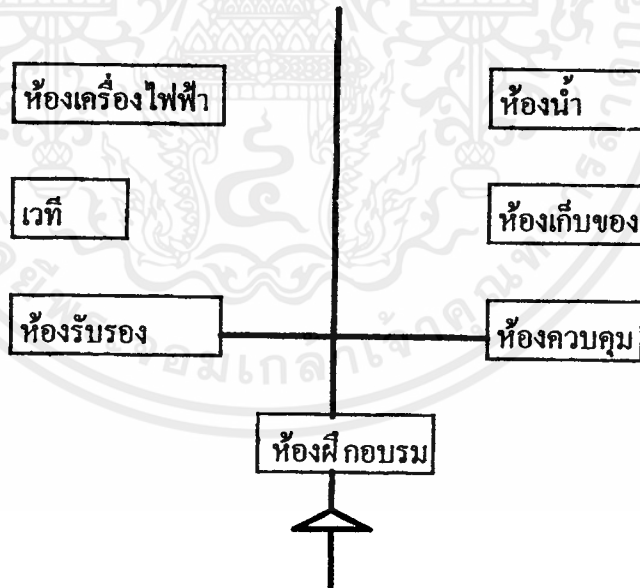 ห้องเครื่องไฟฟ้า
ห้องน้ำ
เวที
ห้องเก็บของ
ห้องรับรอง
ห้องควบคุม
ห้องฝึกอบรม